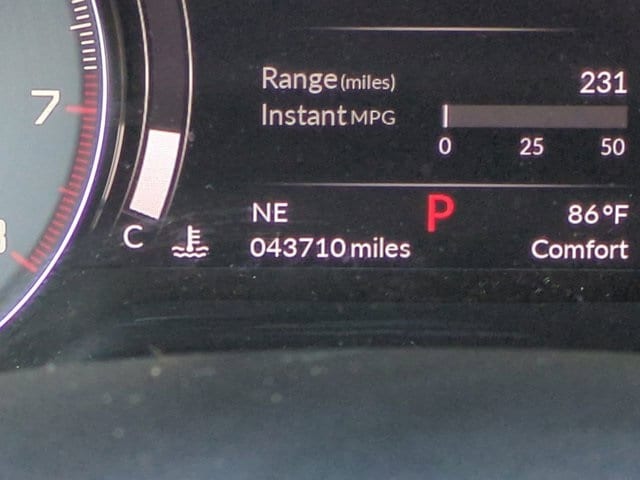 Range (miles) 231
Instant MPG
0 25 50
7
NE P 86°F
C
043710 miles Comfort